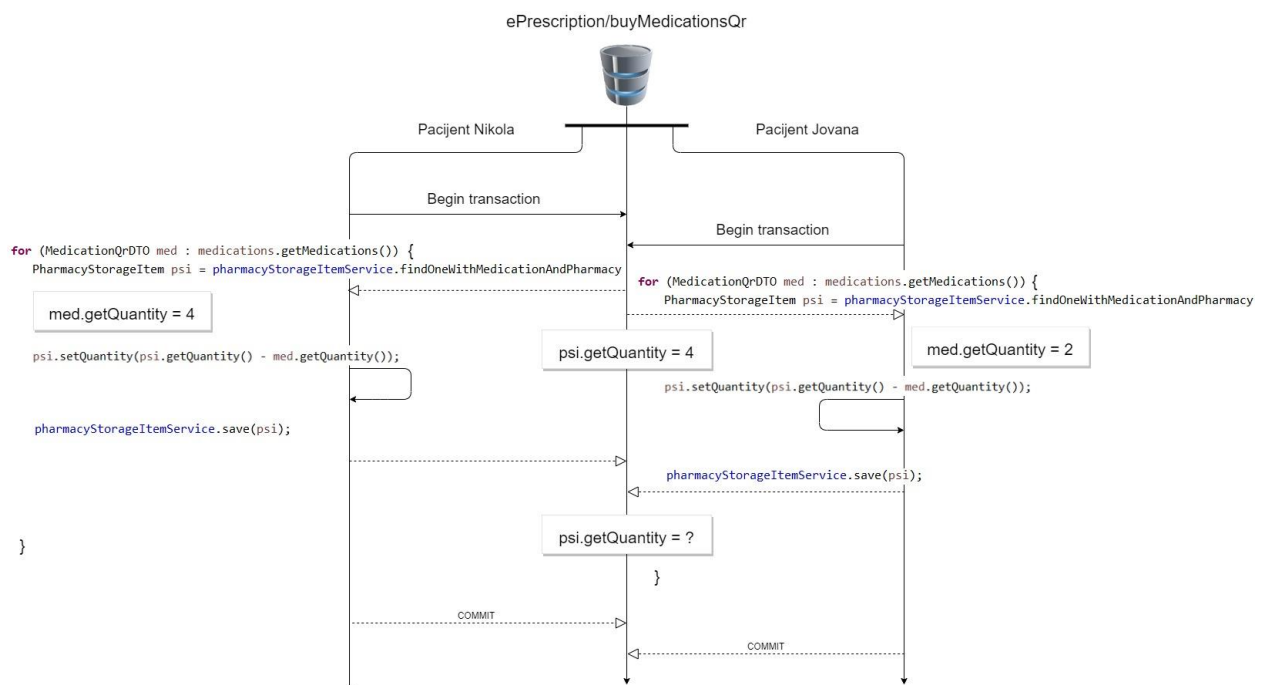 ePrescription/buyMedicationsQr
Pacijent Nikola
Pacijent Jovana
Begin transaction
Begin transaction
for (MedicationQrDTO med : medications.getMedications()) {
PharmacyStorageItem psi = pharmacyStorageItemService.findOneWithMedicationAndPharmacy
for (MedicationQrDTO med : medications.getMedications()) {
PharmacyStorageItem psi = pharmacyStorageItemService.findOneWithMedicationAndPharmacy
med.getQuantity = 4
psi.getQuantity = 4
med.getQuantity = 2
psi.setQuantity(psi.getQuantity() - med.getQuantity());
psi.setQuantity(psi.getQuantity() - med.getQuantity());
pharmacyStorageItemService.save(psi);
pharmacyStorageItemService.save(psi);
psi.getQuantity = ?
}
}
COMMIT
COMMIT